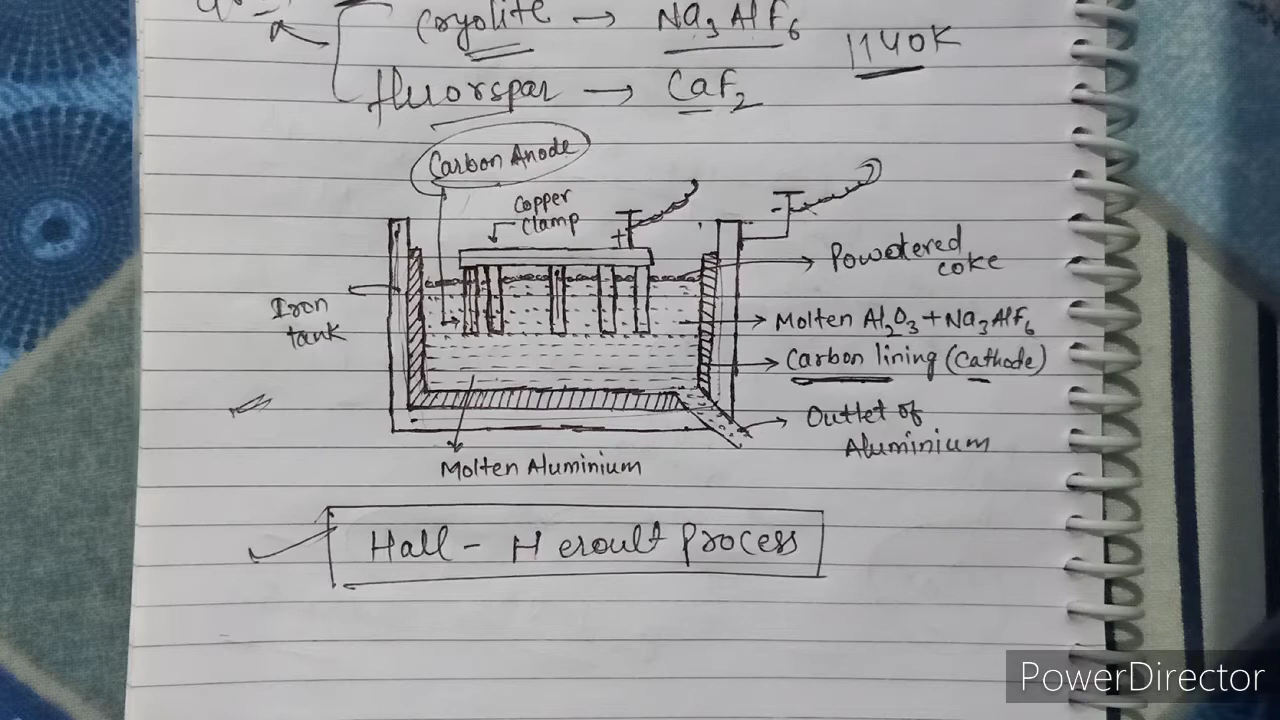 Coryolite → Na3AlF6
1140K
fluorspar → CaF2
Carbon Anode
Copper
Clamp
+
-
Powdered
coke
Iron
tank
Molten Al2O3 + Na3AlF6
Carbon lining (Cathode)
Outlet of
Aluminium
Molten Aluminium
Hall - Heroult Process
PowerDirector